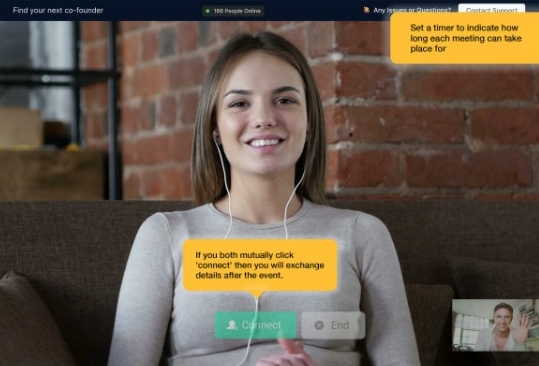 Find your next co-founder
166 People Online
Any Issues or Questions?
Contact Support
Set a timer to indicate how
long each meeting can take
place for
If you both mutually click
'connect' then you will exchange
details after the event.
Connect
End